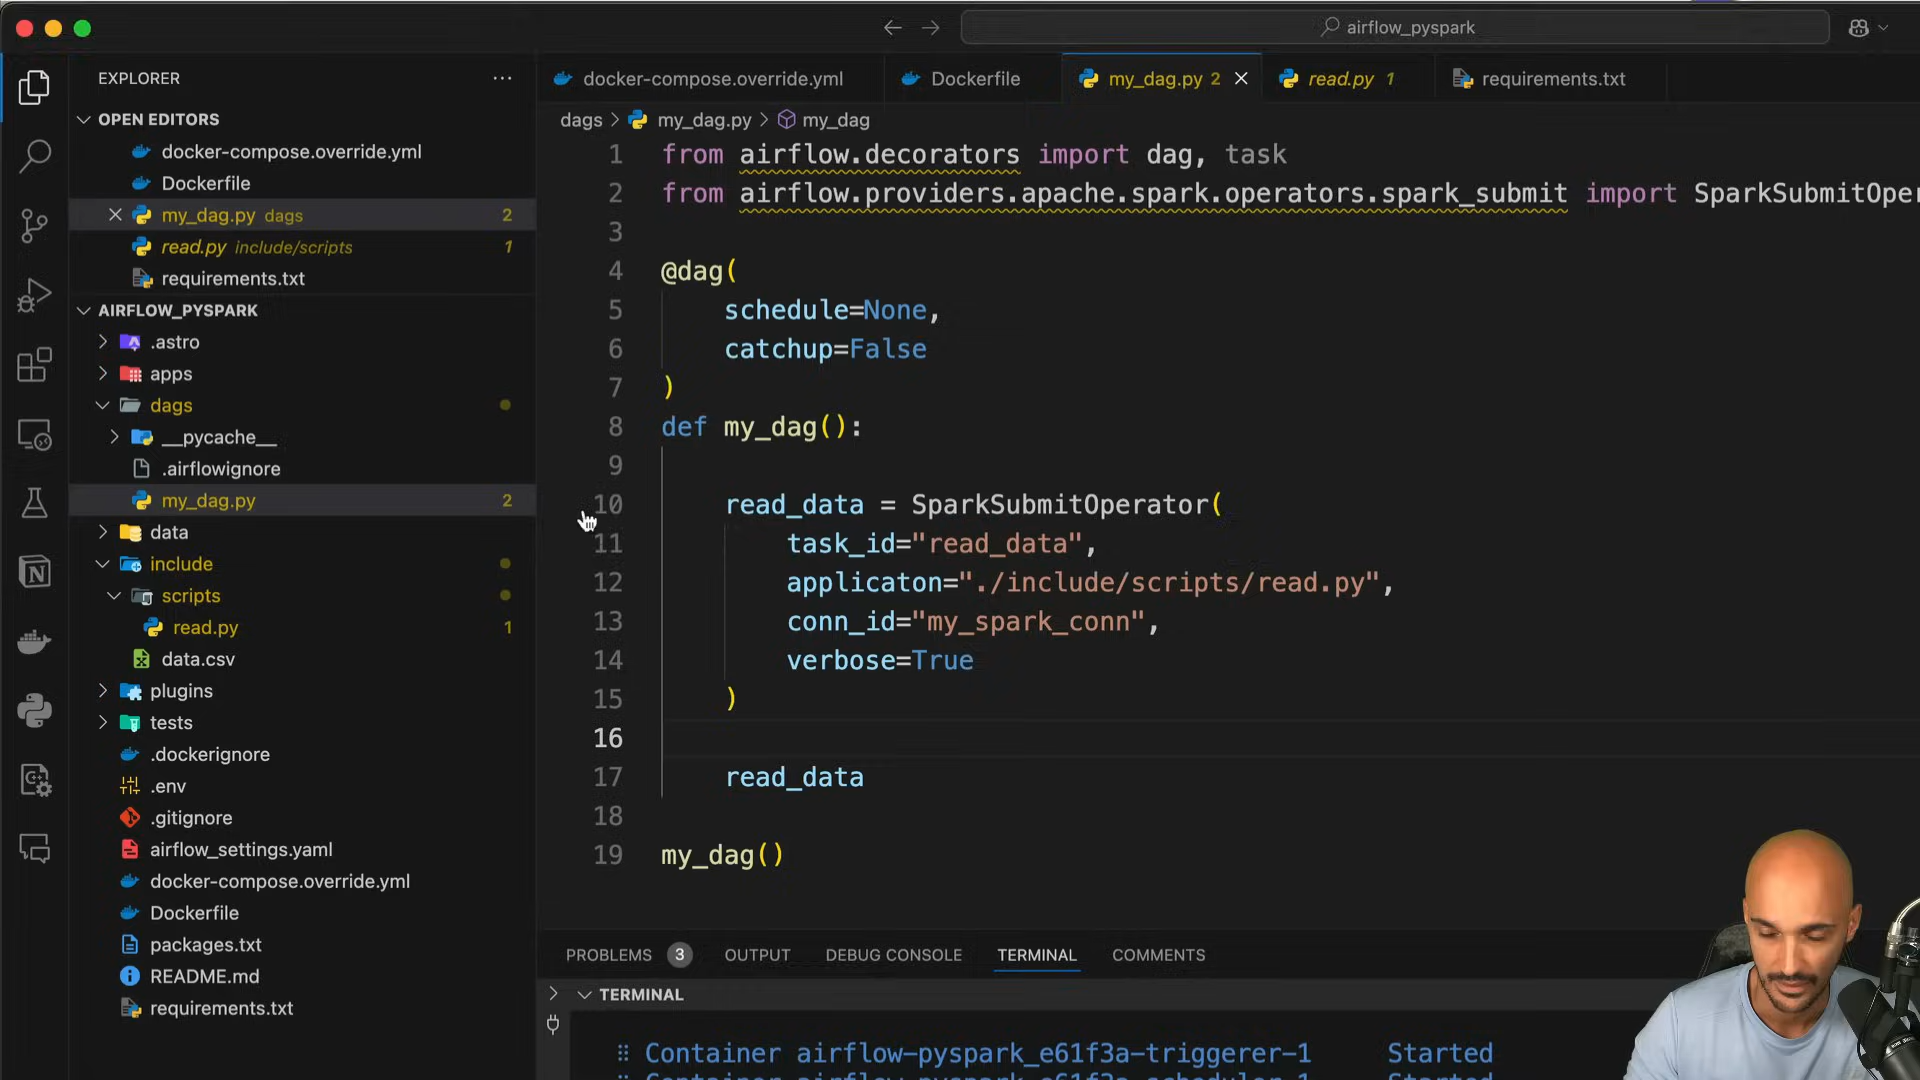 airflow_pyspark
EXPLORER
OPEN EDITORS
docker-compose.override.yml
Dockerfile
my_dag.py dags 2
read.py include/scripts 1
requirements.txt
AIRFLOW_PYSPARK
.astro
apps
dags
__pycache__
.airflowignore
my_dag.py 2
data
include
scripts
read.py 1
data.csv
plugins
tests
.dockerignore
.env
.gitignore
airflow_settings.yaml
docker-compose.override.yml
Dockerfile
packages.txt
README.md
requirements.txt
docker-compose.override.yml Dockerfile my_dag.py 2 read.py 1 requirements.txt
dags > my_dag.py > my_dag
1 from airflow.decorators import dag, task
2 from airflow.providers.apache.spark.operators.spark_submit import SparkSubmitOper
3
4 @dag(
5 schedule=None,
6 catchup=False
7 )
8 def my_dag():
9
10 read_data = SparkSubmitOperator(
11 task_id="read_data",
12 applicaton="./include/scripts/read.py",
13 conn_id="my_spark_conn",
14 verbose=True
15 )
16
17 read_data
18
19 my_dag()
PROBLEMS 3 OUTPUT DEBUG CONSOLE TERMINAL COMMENTS
TERMINAL
Container airflow-pyspark_e61f3a-triggerer-1 Started
Container airflow-pyspark_e61f3a-scheduler-1 Started